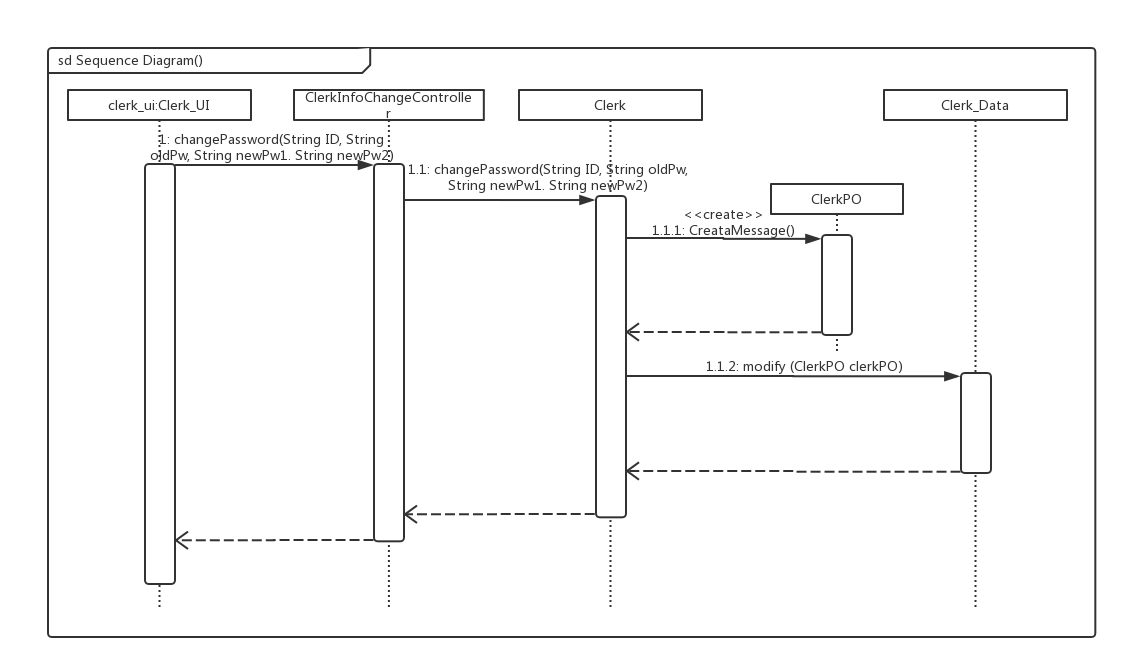 sd Sequence Diagram()
clerk_ui:Clerk_UI
ClerkInfoChangeControlle
r
Clerk
Clerk_Data
1: changePassword(String ID, String
oldPw, String newPw1. String newPw2)
1.1: changePassword(String ID, String oldPw,
String newPw1. String newPw2)
ClerkPO
<<create>>
1.1.1: CreataMessage()
1.1.2: modify (ClerkPO clerkPO)